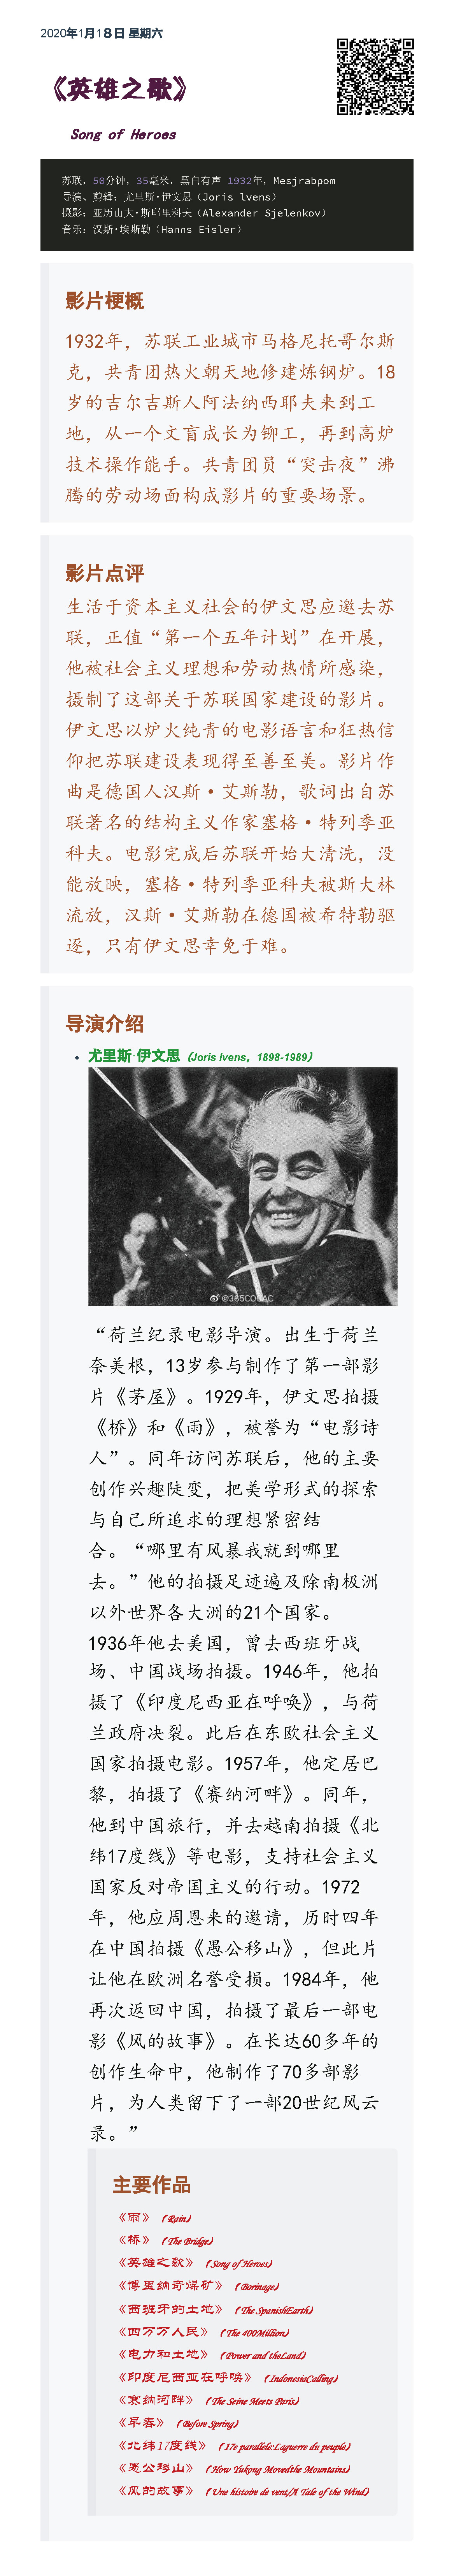 2020年1月18日 星期六
《英雄之歌》
Song of Heroes
苏联，50分钟，35毫米，黑白有声 1932年，Mesjrabpom
导演、剪辑：尤里斯·伊文思（Joris lvens）
摄影：亚历山大·斯耶里科夫（Alexander Sjelenkov）
音乐：汉斯·埃斯勒（Hanns Eisler）
影片梗概
1932年，苏联工业城市马格尼托哥尔斯
克，共青团热火朝天地修建炼钢炉。18
岁的吉尔吉斯人阿法纳西耶夫来到工
地，从一个文盲成长为铆工，再到高炉
技术操作能手。共青团员“突击夜”沸
腾的劳动场面构成影片的重要场景。
影片点评
生活于资本主义社会的伊文思应邀去苏
联，正值“第一个五年计划”在开展，
他被社会主义理想和劳动热情所感染，
摄制了这部关于苏联国家建设的影片。
伊文思以炉火纯青的电影语言和狂热信
仰把苏联建设表现得至善至美。影片作
曲是德国人汉斯·艾斯勒，歌词出自苏
联著名的结构主义作家塞格·特列季亚
科夫。电影完成后苏联开始大清洗，没
能放映，塞格·特列季亚科夫被斯大林
流放，汉斯·艾斯勒在德国被希特勒驱
逐，只有伊文思幸免于难。
导演介绍
• 尤里斯·伊文思（Joris lvens，1898-1989）
@365COCAC
“荷兰纪录电影导演。出生于荷兰
奈美根，13岁参与制作了第一部影
片《茅屋》。1929年，伊文思拍摄
《桥》和《雨》，被誉为“电影诗
人”。同年访问苏联后，他的主要
创作兴趣陡变，把美学形式的探索
与自己所追求的理想紧密结
合。“哪里有风暴我就到哪里
去。”他的拍摄足迹遍及除南极洲
以外世界各大洲的21个国家。
1936年他去美国，曾去西班牙战
场、中国战场拍摄。1946年，他拍
摄了《印度尼西亚在呼唤》，与荷
兰政府决裂。此后在东欧社会主义
国家拍摄电影。1957年，他定居巴
黎，拍摄了《赛纳河畔》。同年，
他到中国旅行，并去越南拍摄《北
纬17度线》等电影，支持社会主义
国家反对帝国主义的行动。1972
年，他应周恩来的邀请，历时四年
在中国拍摄《愚公移山》，但此片
让他在欧洲名誉受损。1984年，他
再次返回中国，拍摄了最后一部电
影《风的故事》。在长达60多年的
创作生命中，他制作了70多部影
片，为人类留下了一部20世纪风云
录。”
主要作品
《雨》（Rain）
《桥》（The Bridge）
《英雄之歌》（Song of Heroes）
《博里纳奇煤矿》（Borinage）
《西班牙的土地》（The SpanishEarth）
《四万万人民》（The 400Million）
《电力和土地》（Power and theLand）
《印度尼西亚在呼唤》（IndonesiaCalling）
《塞纳河畔》（The Seine Meets Paris）
《早春》（Before Spring）
《北纬17度线》（17e parallèle:Laguerre du peuple）
《愚公移山》（How Yukong Movedthe Mountains）
《风的故事》（Une histoire de vent/A Tale of the Wind）